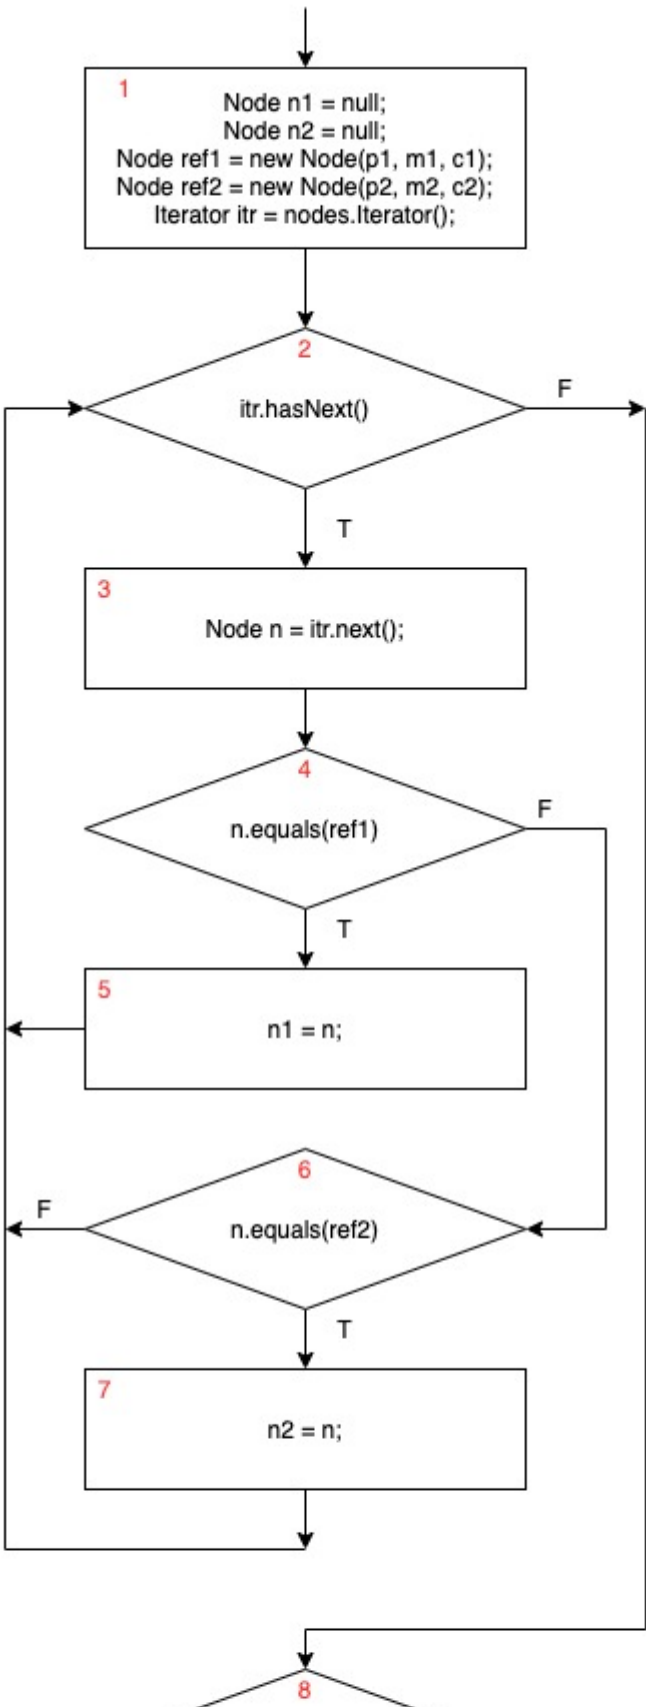 1
Node n1 = null;
Node n2 = null;
Node ref1 = new Node(p1, m1, c1);
Node ref2 = new Node(p2, m2, c2);
Iterator itr = nodes.Iterator();
2
itr.hasNext()
F
T
3
Node n = itr.next();
4
n.equals(ref1)
F
T
5
n1 = n;
6
n.equals(ref2)
F
T
7
n2 = n;
8